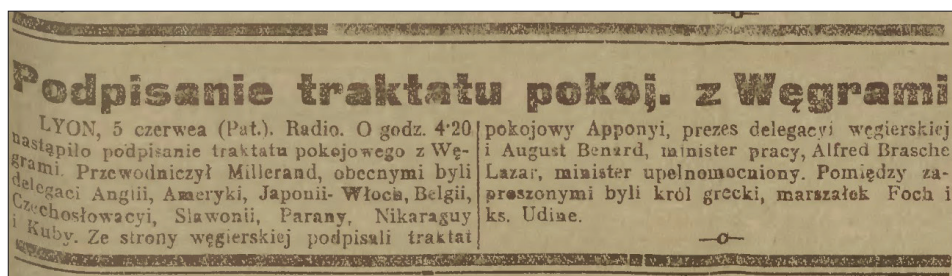 Podpisanie traktatu pokoj. z Węgrami
LYON, 5 czerwea (Pat.). Radio. O godz. 4·20
nastąpiło podpisanie traktatu pokojowego z Wę-
grami. Przewodniczył Millerand, obecnymi byli
delegaci Anglii, Ameryki, Japonii- Włoch, Belgii,
Czechosłowacyi, Slawonii, Parany, Nikaraguy
i Kuby. Ze strony węgierskiej podpisali traktat
pokojowy Apponyi, prezes delegacyi węgierskiej
i August Benard, minister pracy, Alfred Brasche
Lazar, minister upelnomocniony. Pomiędzy za-
proszonymi byli król grecki, marszałek Foch i
ks. Udine.